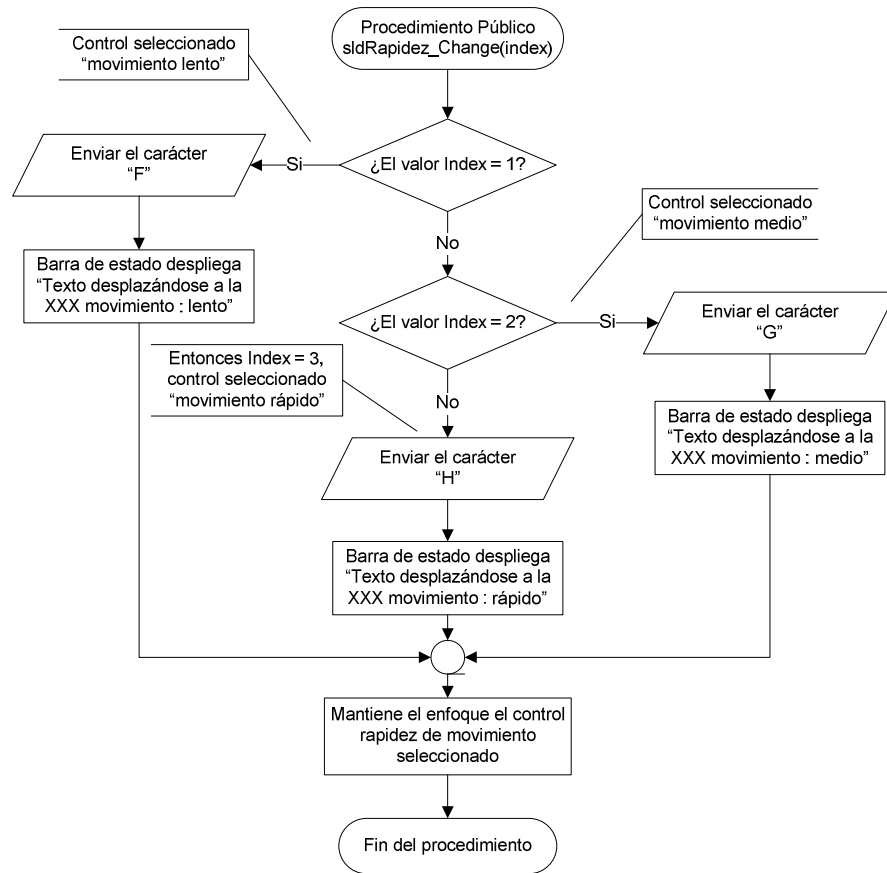 Procedimiento Público
sldRapidez_Change(index)
Control seleccionado
“movimiento lento”
¿El valor Index = 1?
Si
Enviar el carácter
“F”
Barra de estado despliega
“Texto desplazándose a la
XXX movimiento : lento”
No
Control seleccionado
“movimiento medio”
¿El valor Index = 2?
Si
Enviar el carácter
“G”
Barra de estado despliega
“Texto desplazándose a la
XXX movimiento : medio”
Entonces Index = 3,
control seleccionado
“movimiento rápido”
No
Enviar el carácter
“H”
Barra de estado despliega
“Texto desplazándose a la
XXX movimiento : rápido”
Mantiene el enfoque el control
rapidez de movimiento
seleccionado
Fin del procedimiento